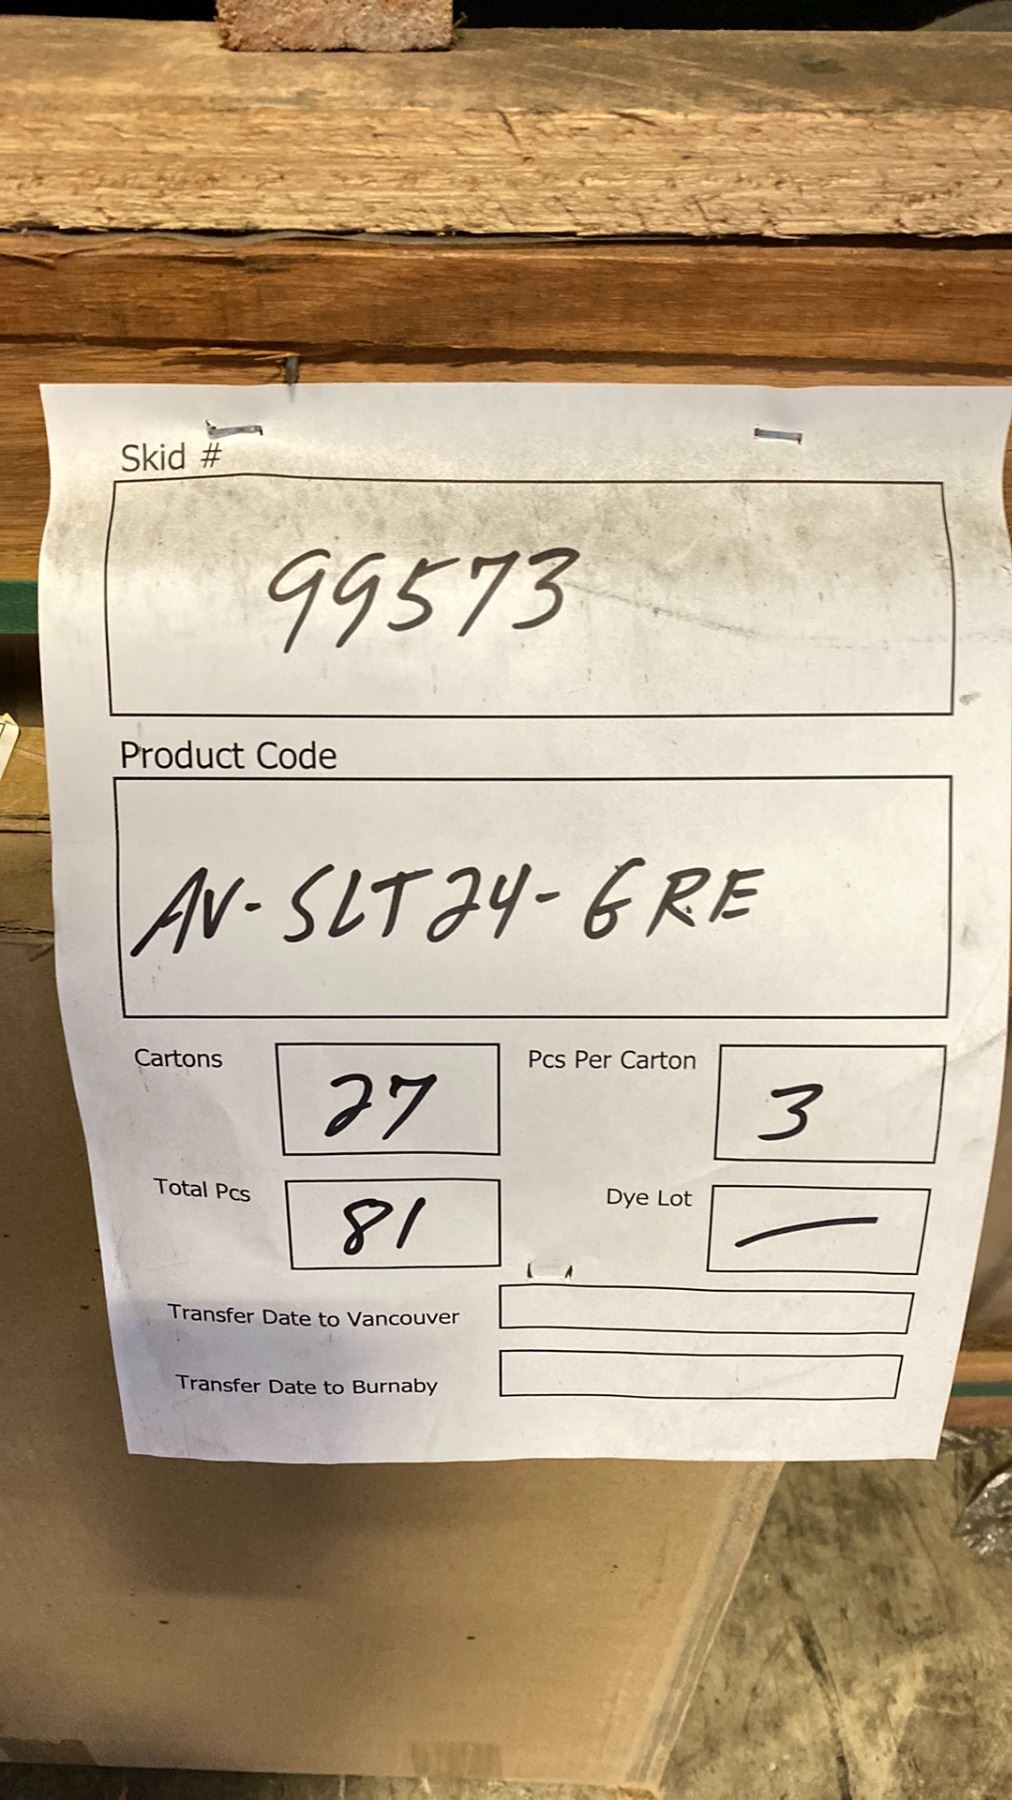 Skid #
99573
Product Code
AV-SLT24-GRE
Cartons 27 Pcs Per Carton 3
Total Pcs 81 Dye Lot —
Transfer Date to Vancouver
Transfer Date to Burnaby